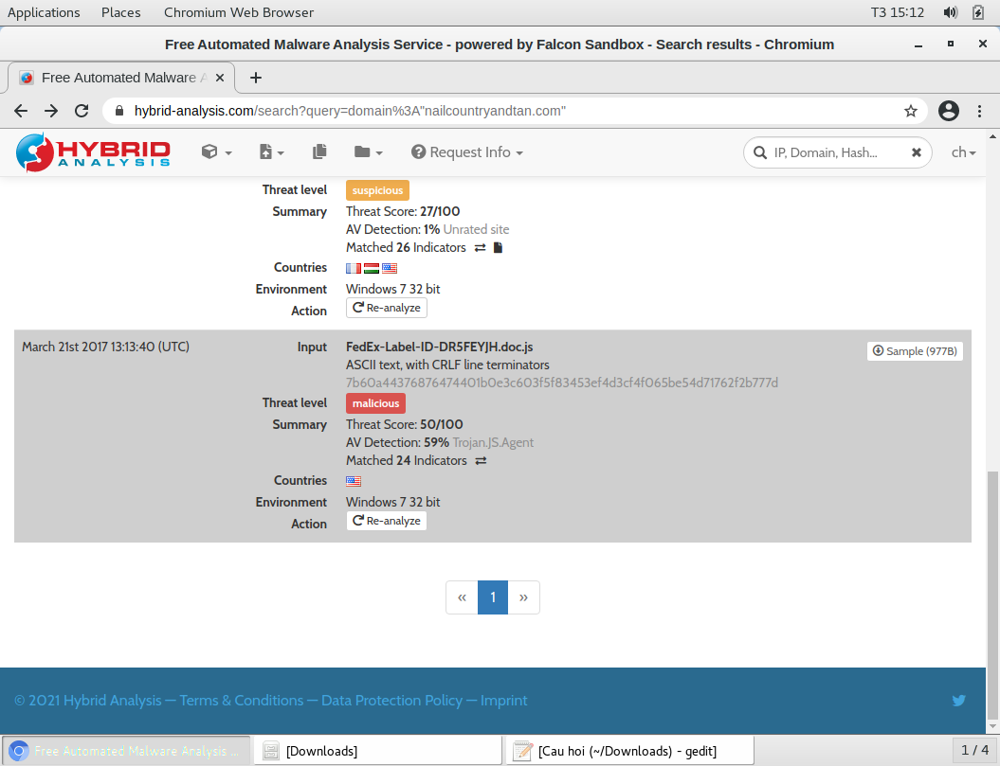 Applications Places Chromium Web Browser T3 15:12
Free Automated Malware Analysis Service - powered by Falcon Sandbox - Search results - Chromium
Free Automated Malware A
hybrid-analysis.com/search?query=domain%3A"nailcountryandtan.com"
HYBRID ANALYSIS Request Info IP, Domain, Hash... ch
Threat level suspicious
Summary Threat Score: 27/100
AV Detection: 1% Unrated site
Matched 26 Indicators
Countries
Environment Windows 7 32 bit
Action Re-analyze
March 21st 2017 13:13:40 (UTC) Input FedEx-Label-ID-DR5FEYJH.doc.js Sample (977B)
ASCII text, with CRLF line terminators
7b60a44376876474401b0e3c603f5f83453ef4d3cf4f065be54d71762f2b777d
Threat level malicious
Summary Threat Score: 50/100
AV Detection: 59% Trojan.JS.Agent
Matched 24 Indicators
Countries
Environment Windows 7 32 bit
Action Re-analyze
« 1 »
© 2021 Hybrid Analysis — Terms & Conditions — Data Protection Policy — Imprint
Free Automated Malware Analysis ... [Downloads] [Cau hoi (~/Downloads) - gedit] 1 / 4